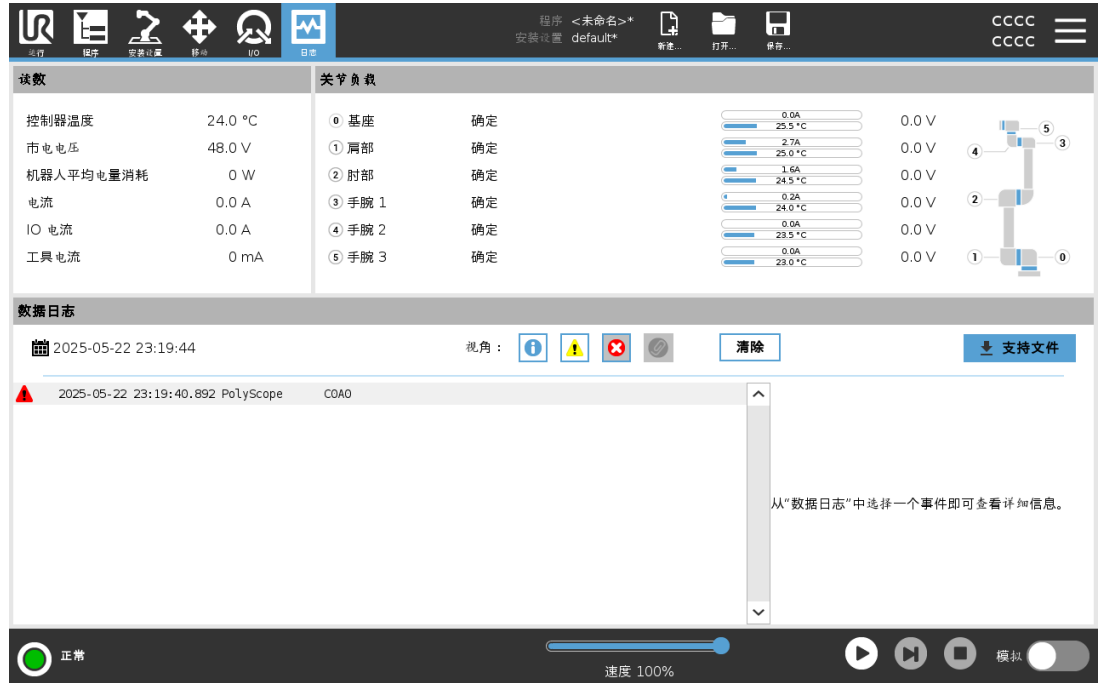 UR
运行
程序
安装设置
移动
I/O
日志
程序 <未命名>*
安装设置 default*
新建...
打开...
保存...
CCCC
CCCC
读数
关节负载
控制器温度 24.0 °C
市电电压 48.0 V
机器人平均电量消耗 0 W
电流 0.0 A
IO 电流 0.0 A
工具电流 0 mA
0 基座 确定 0.0A 25.5 °C 0.0 V
1 肩部 确定 2.7A 25.0 °C 0.0 V
2 肘部 确定 1.6A 24.5 °C 0.0 V
3 手腕 1 确定 0.2A 24.0 °C 0.0 V
4 手腕 2 确定 0.0A 23.5 °C 0.0 V
5 手腕 3 确定 0.0A 23.0 °C 0.0 V
5
3
4
2
1
0
数据日志
2025-05-22 23:19:44
视角：
清除
支持文件
2025-05-22 23:19:40.892 PolyScope C0A0
从“数据日志”中选择一个事件即可查看详细信息。
正常
速度 100%
模拟